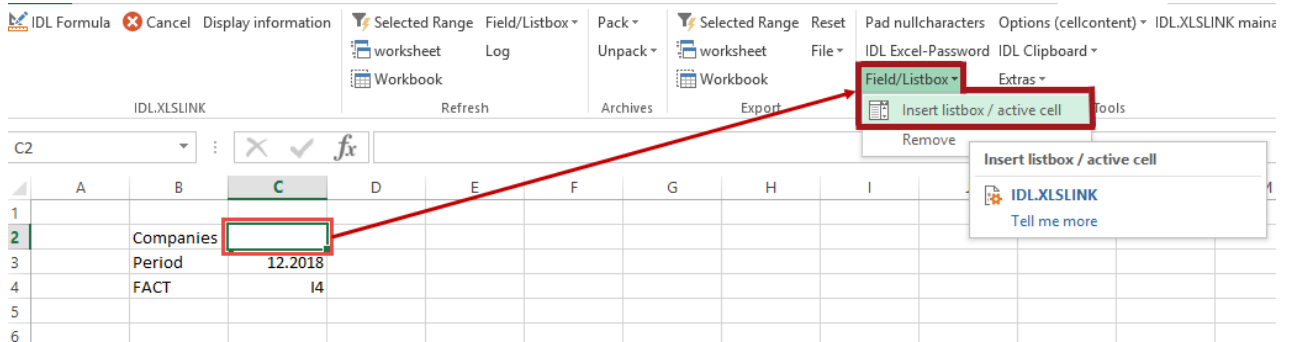 IDL Formula Cancel Display information Selected Range Field/Listbox Pack Selected Range Reset Pad nullcharacters Options (cellcontent) IDL.XLSLINK maina
worksheet Log Unpack worksheet File IDL Excel-Password IDL Clipboard
Workbook Workbook Field/Listbox Extras
IDL.XLSLINK Refresh Archives Export Tools
Insert listbox / active cell
Remove
C2 fx
Insert listbox / active cell
IDL.XLSLINK
Tell me more
A B C D E F G H I J M
1
2 Companies
3 Period 12.2018
4 FACT I4
5
6